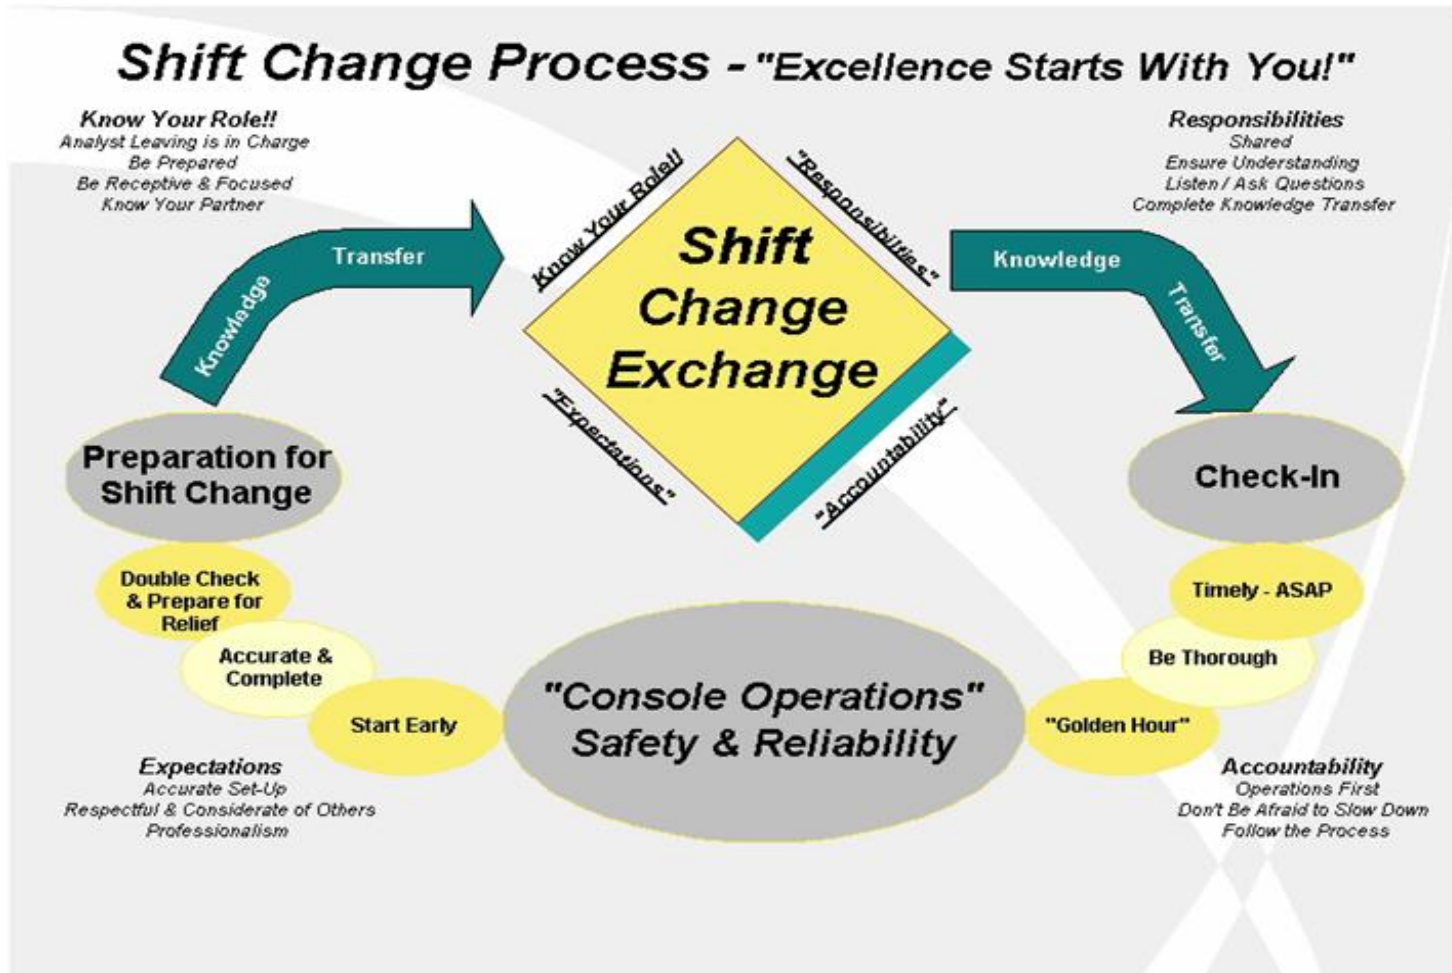 Shift Change Process - "Excellence Starts With You!"
Know Your Role!!
Analyst Leaving is in Charge
Be Prepared
Be Receptive & Focused
Know Your Partner
Responsibilities
Shared
Ensure Understanding
Listen / Ask Questions
Complete Knowledge Transfer
Knowledge Transfer
Know Your Role!!
"Responsibilties"
Shift
Change
Exchange
"Expectations"
"Accountability"
Knowledge Transfer
Preparation for
Shift Change
Check-In
Double Check
& Prepare for
Relief
Accurate &
Complete
Start Early
"Console Operations"
Safety & Reliability
Timely - ASAP
Be Thorough
"Golden Hour"
Expectations
Accurate Set-Up
Respectful & Considerate of Others
Professionalism
Accountability
Operations First
Don't Be Afraid to Slow Down
Follow the Process